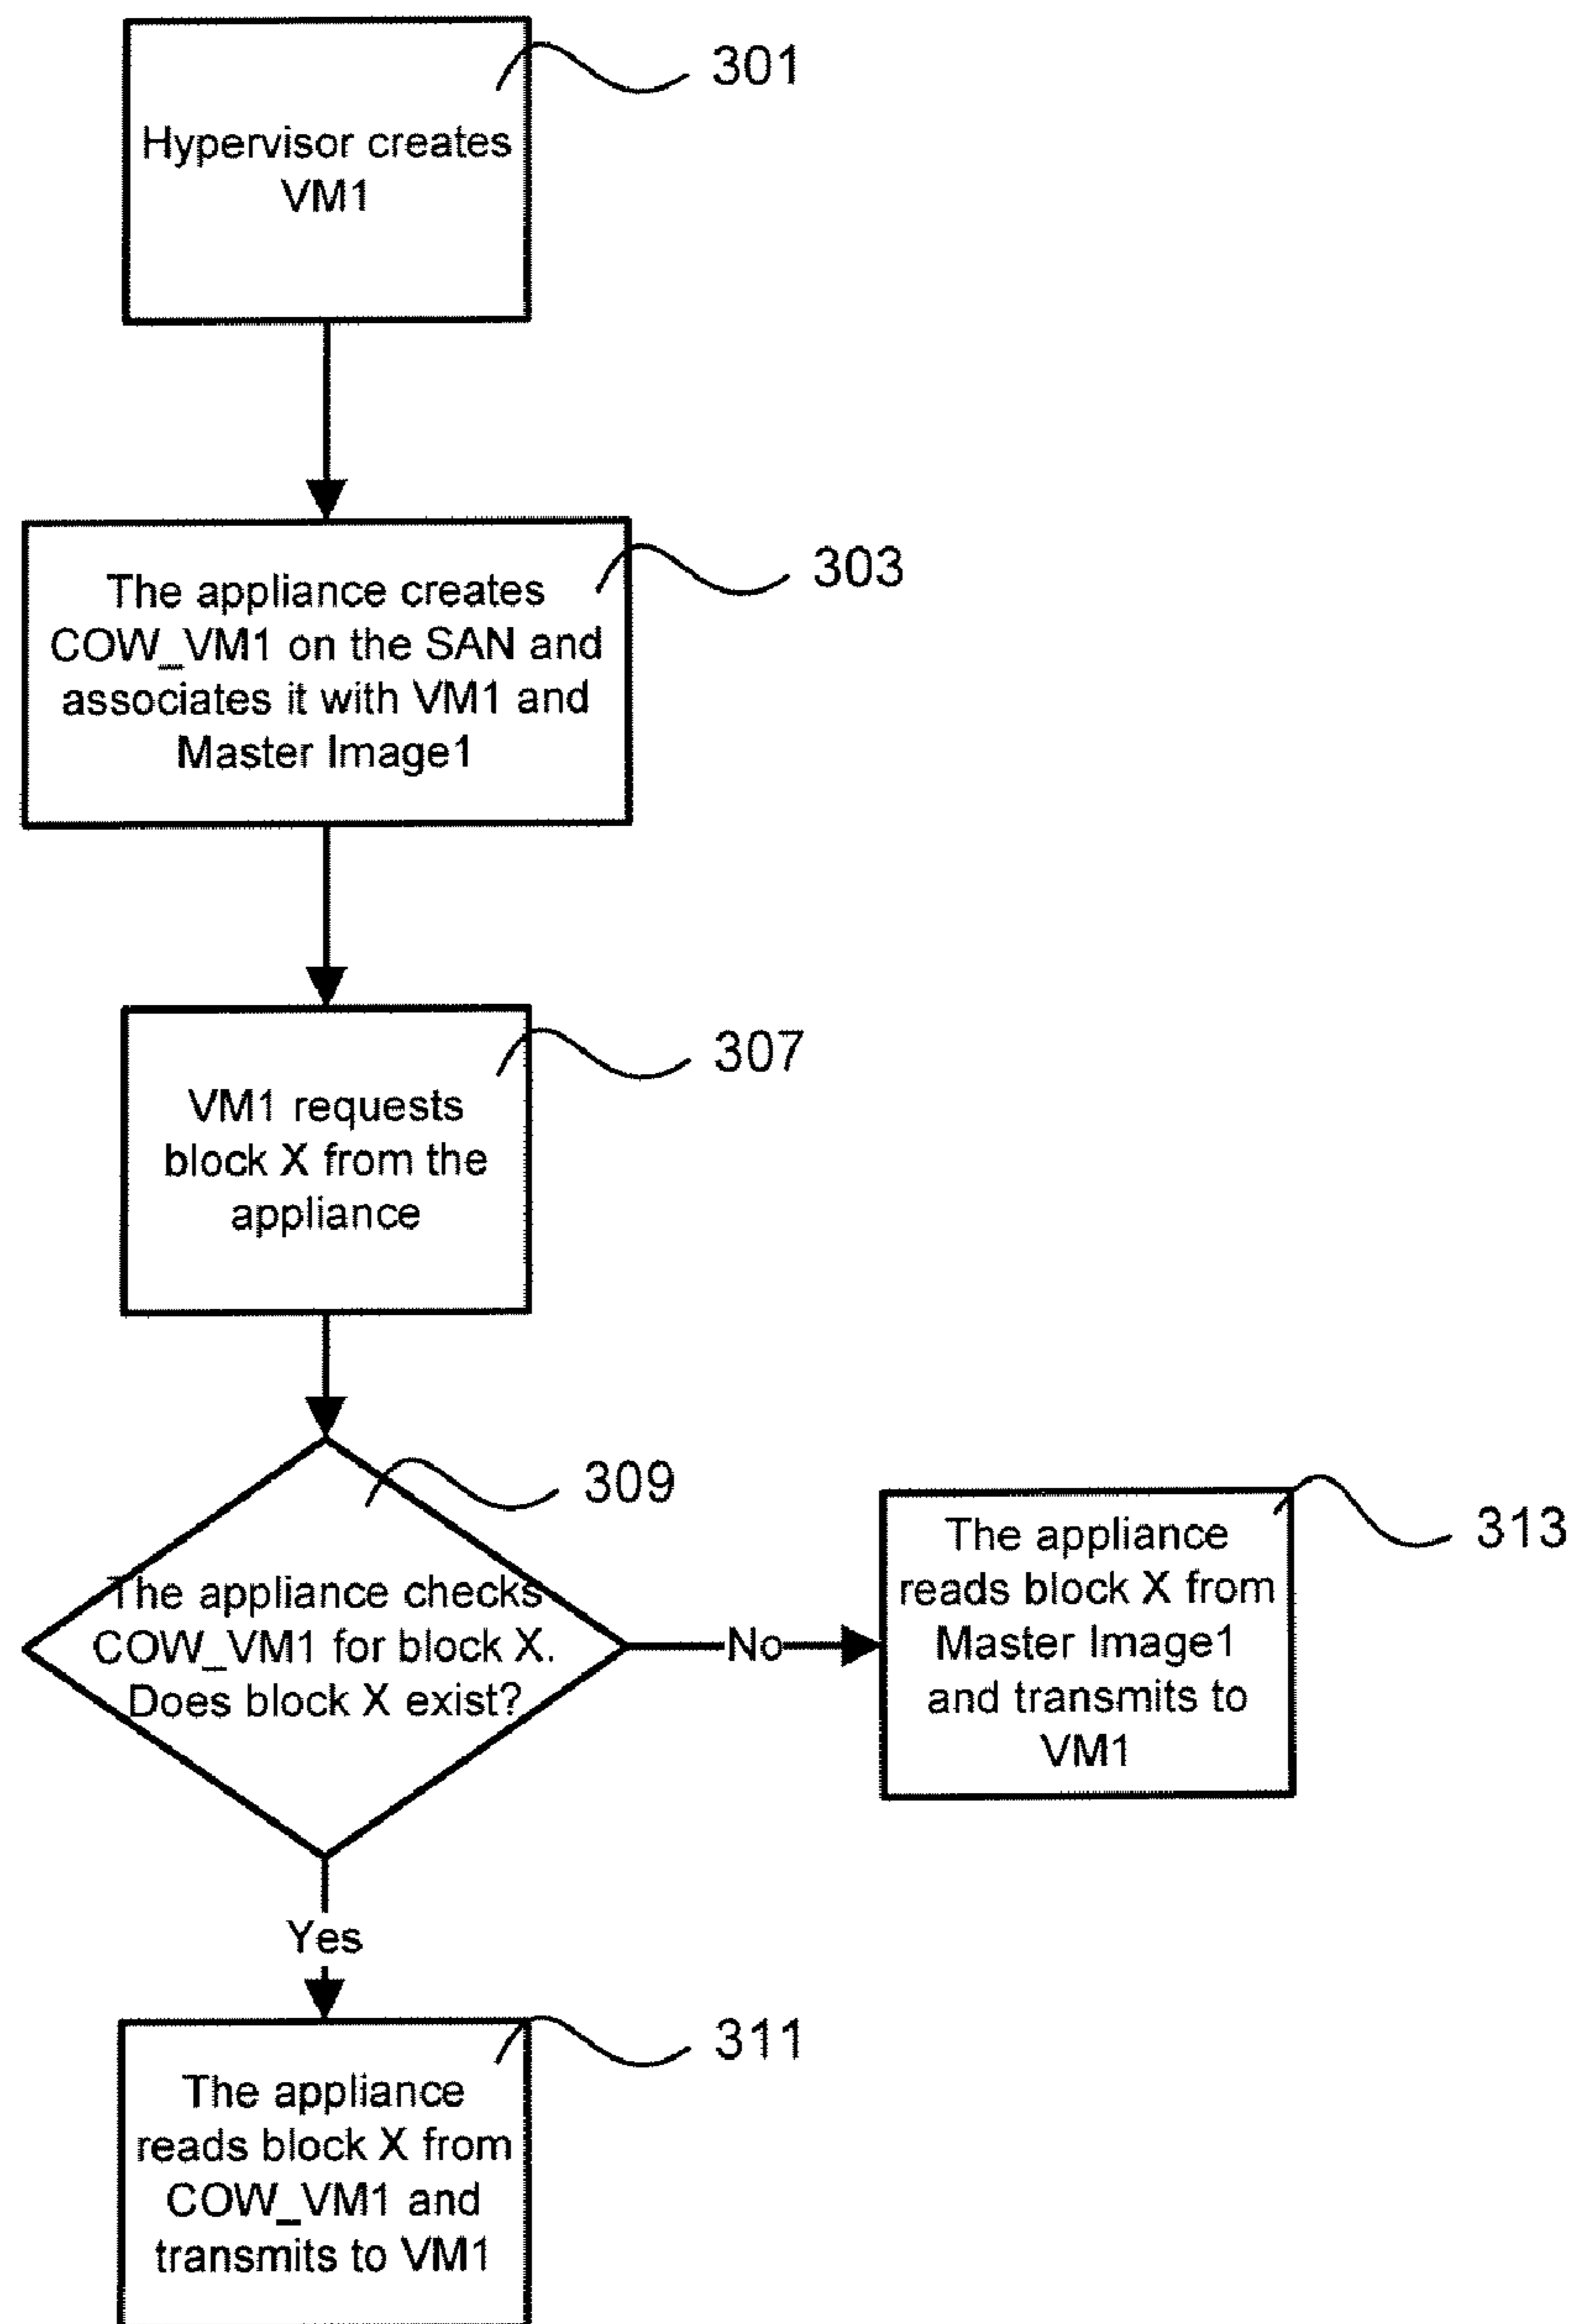 301
Hypervisor creates
VM1
303
The appliance creates
COW_VM1 on the SAN and
associates it with VM1 and
Master Image1
307
VM1 requests
block X from the
appliance
309
The appliance checks
COW_VM1 for block X.
Does block X exist?
No
313
The appliance
reads block X from
Master Image1
and transmits to
VM1
Yes
311
The appliance
reads block X from
COW_VM1 and
transmits to VM1